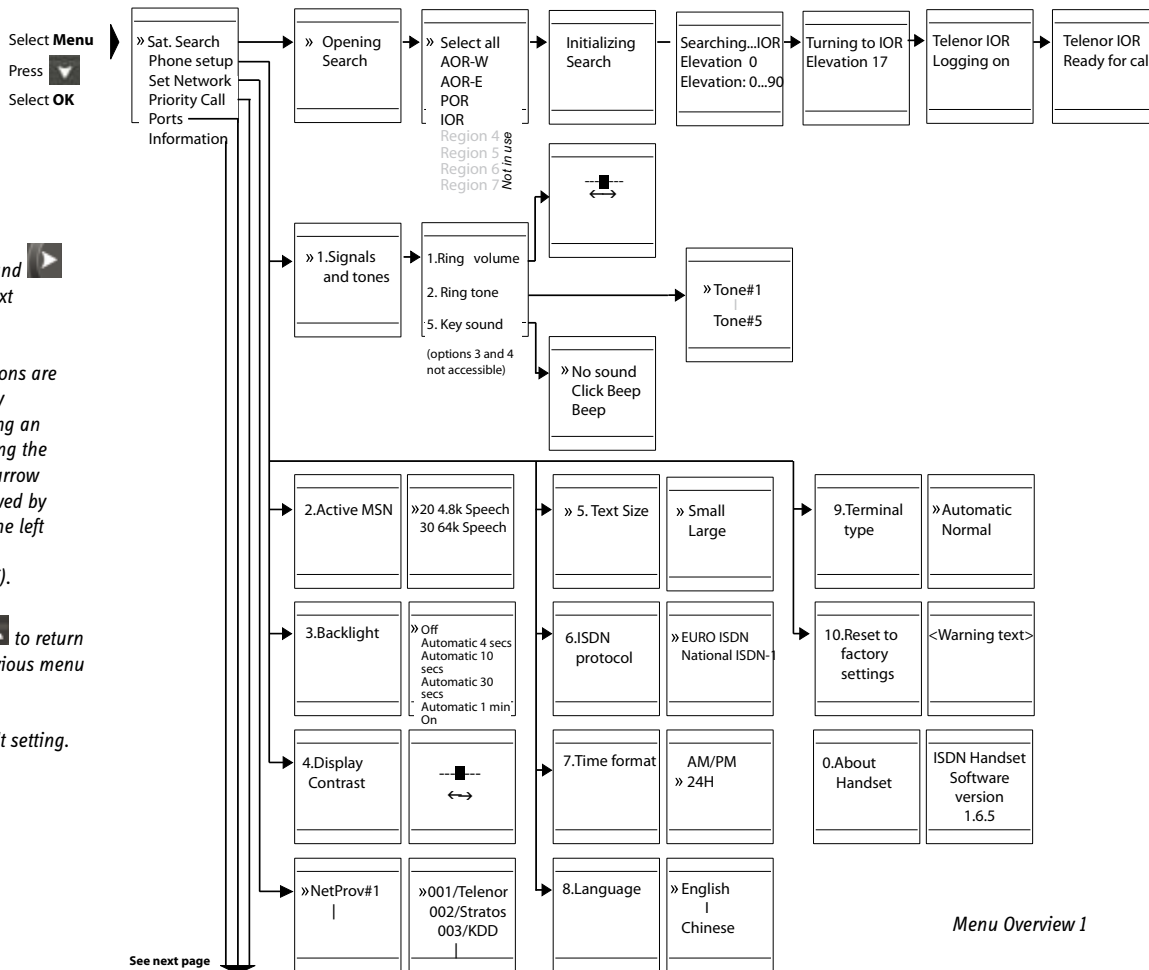 Select Menu
Press
Select OK
» Sat. Search
Phone setup
Set Network
Priority Call
Ports
Information
» Opening
Search
» Select all
AOR-W
AOR-E
POR
IOR
Region 4
Region 5
Region 6
Region 7
Not in use
Initializing
Search
Searching...IOR
Elevation 0
Elevation: 0...90
Turning to IOR
Elevation 17
Telenor IOR
Logging on
Telenor IOR
Ready for cal
» 1.Signals
and tones
1.Ring volume
2. Ring tone
5. Key sound
(options 3 and 4
not accessible)
» Tone#1
Tone#5
» No sound
Click Beep
Beep
nd
xt
ons are
y
ng an
ng the
arrow
ved by
he left
).
to return
vious menu
lt setting.
2.Active MSN
»20 4.8k Speech
30 64k Speech
» 5. Text Size
» Small
Large
9.Terminal
type
»Automatic
Normal
3.Backlight
» Off
Automatic 4 secs
Automatic 10
secs
Automatic 30
secs
Automatic 1 min
On
6.ISDN
protocol
» EURO ISDN
National ISDN-1
10.Reset to
factory
settings
<Warning text>
4.Display
Contrast
7.Time format
AM/PM
» 24H
0.About
Handset
ISDN Handset
Software
version
1.6.5
»NetProv#1
»001/Telenor
002/Stratos
003/KDD
8.Language
» English
Chinese
Menu Overview 1
See next page